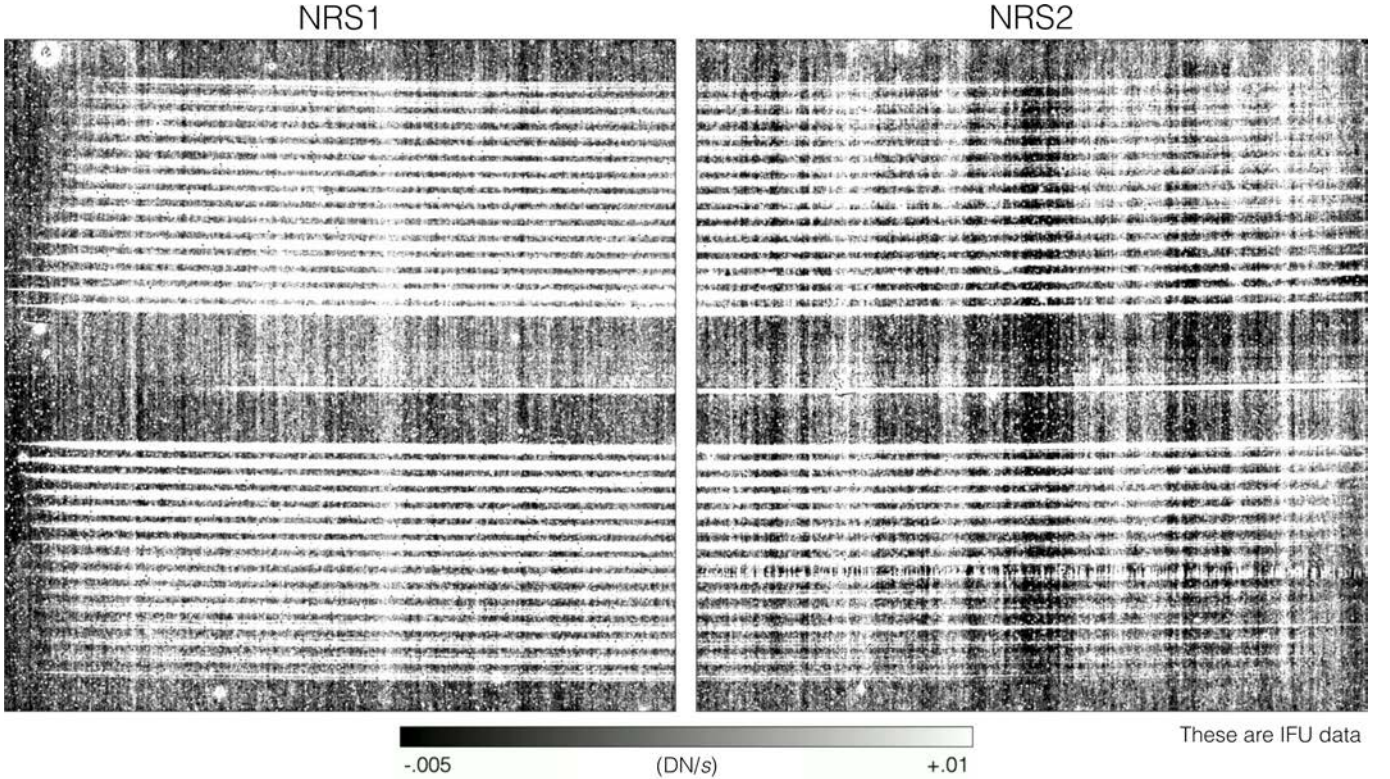 NRS1 NRS2
-.005 (DN/s) +.01
These are IFU data